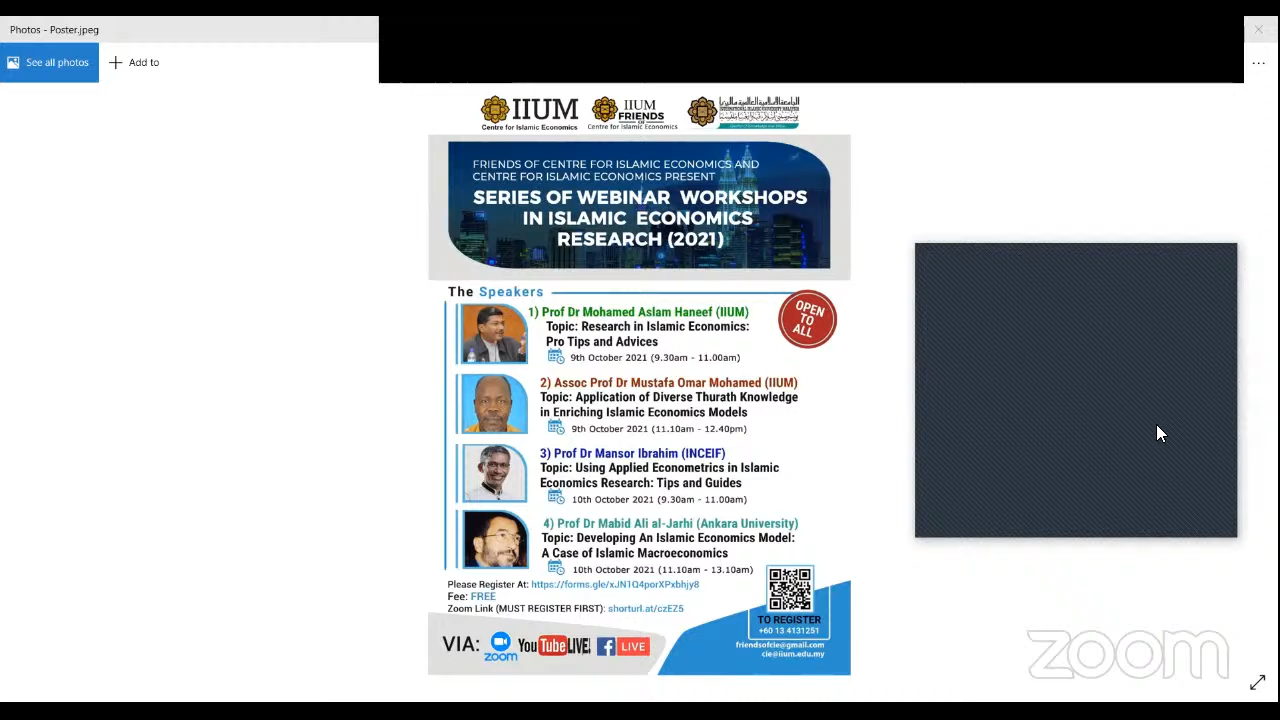 Photos - Poster.jpeg
See all photos
Add to
IIUM
Centre for Islamic Economics
IIUM
FRIENDS
OF
Centre for Islamic Economics
الجامعة الإسلامية العالمية ماليزيا
INTERNATIONAL ISLAMIC UNIVERSITY MALAYSIA
FRIENDS OF CENTRE FOR ISLAMIC ECONOMICS AND
CENTRE FOR ISLAMIC ECONOMICS PRESENT
SERIES OF WEBINAR WORKSHOPS
IN ISLAMIC ECONOMICS
RESEARCH (2021)
The Speakers
OPEN
TO
ALL
1) Prof Dr Mohamed Aslam Haneef (IIUM)
Topic: Research in Islamic Economics:
Pro Tips and Advices
9th October 2021 (9.30am - 11.00am)
2) Assoc Prof Dr Mustafa Omar Mohamed (IIUM)
Topic: Application of Diverse Thurath Knowledge
in Enriching Islamic Economics Models
9th October 2021 (11.10am - 12.40pm)
3) Prof Dr Mansor Ibrahim (INCEIF)
Topic: Using Applied Econometrics in Islamic
Economics Research: Tips and Guides
10th October 2021 (9.30am - 11.00am)
4) Prof Dr Mabid Ali al-Jarhi (Ankara University)
Topic: Developing An Islamic Economics Model:
A Case of Islamic Macroeconomics
10th October 2021 (11.10am - 13.10am)
Please Register At: https://forms.gle/xJN1Q4porXPxbhjy8
Fee: FREE
Zoom Link (MUST REGISTER FIRST): shorturl.at/czEZ5
TO REGISTER
+60 13 4131251
friendsofcie@gmail.com
cie@iium.edu.my
VIA: zoom YouTube LIVE! f LIVE
zoom